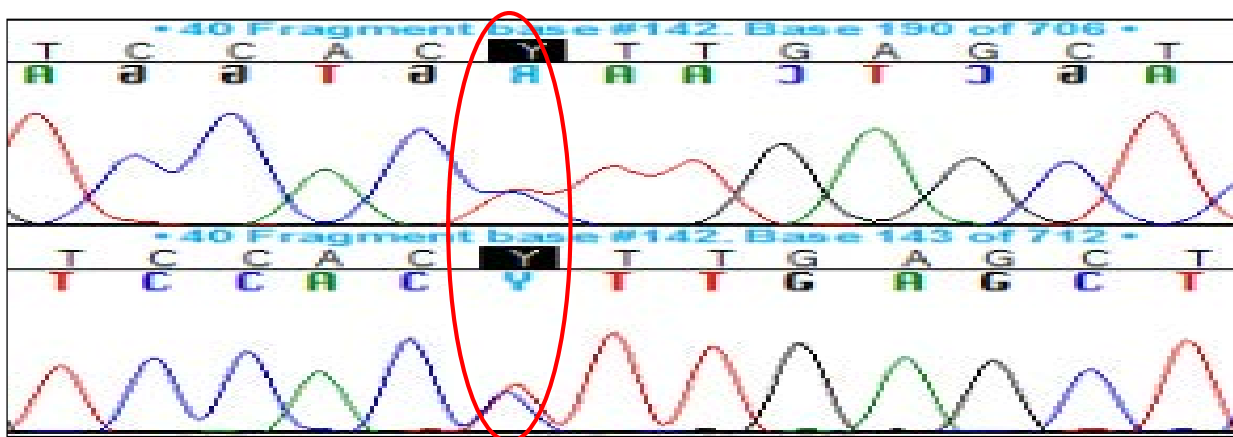 •40 Fragment base #142. Base 190 of 706 •
T C C A C Y T T G A G C T
A G G T G R A A C T C G A
•40 Fragment base #142. Base 143 of 712 •
T C C A C Y T T G A G C T
T C C A C Y T T G A G C T